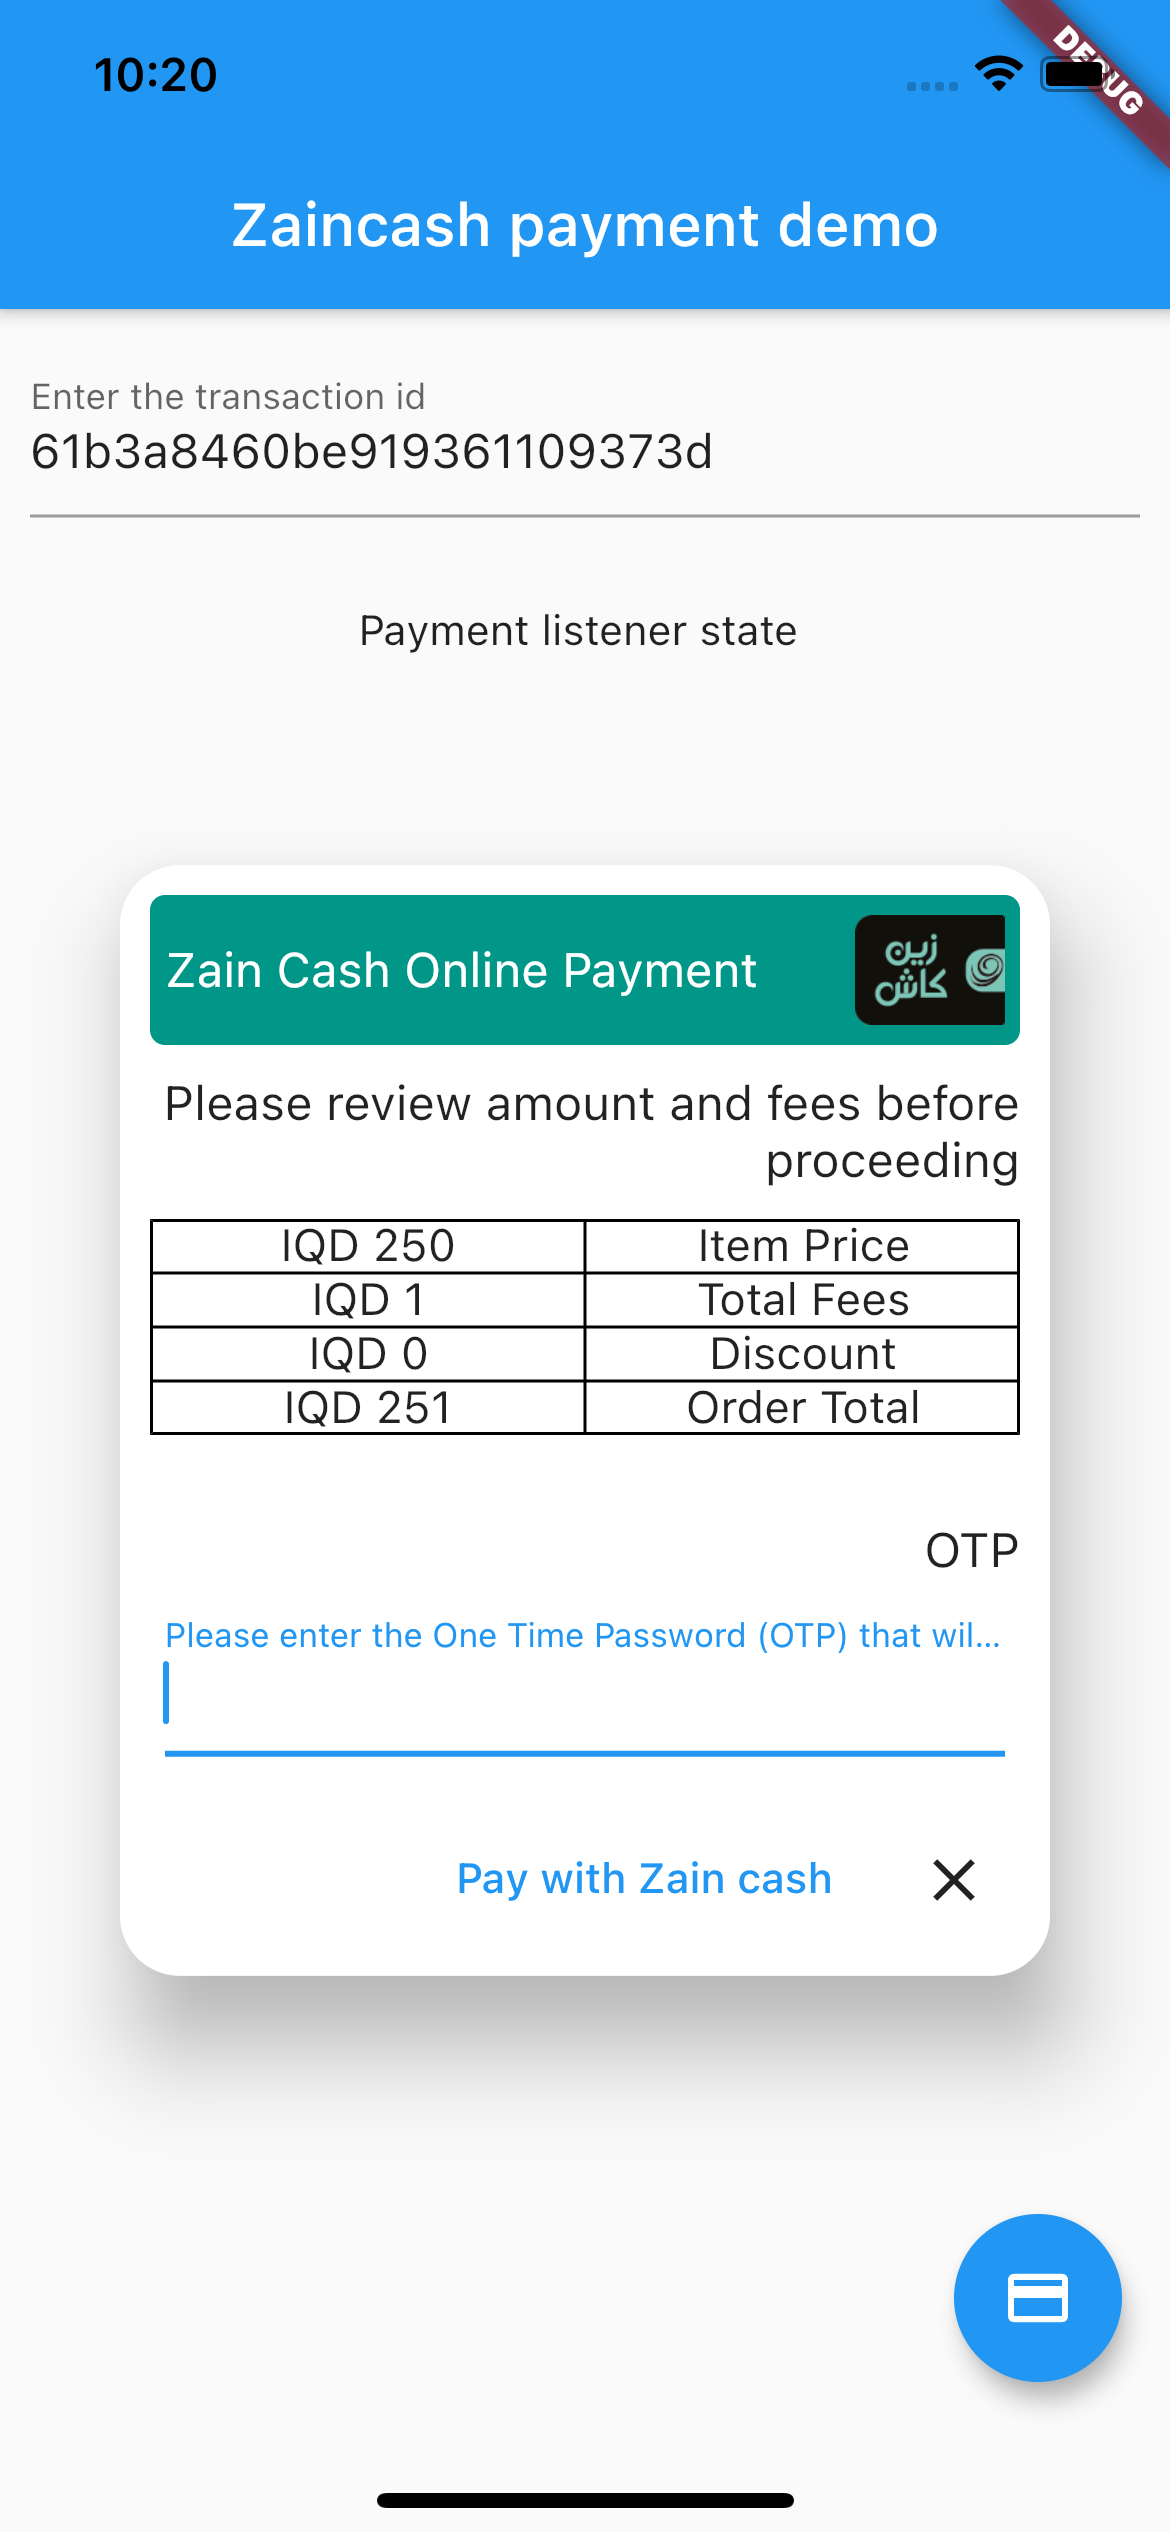 10:20
DEBUG
Zaincash payment demo
Enter the transaction id
61b3a8460be919361109373d
Payment listener state
Zain Cash Online Payment
زين
كاش
Please review amount and fees before
proceeding
IQD 250 Item Price
IQD 1 Total Fees
IQD 0 Discount
IQD 251 Order Total
OTP
Please enter the One Time Password (OTP) that wil...
Pay with Zain cash